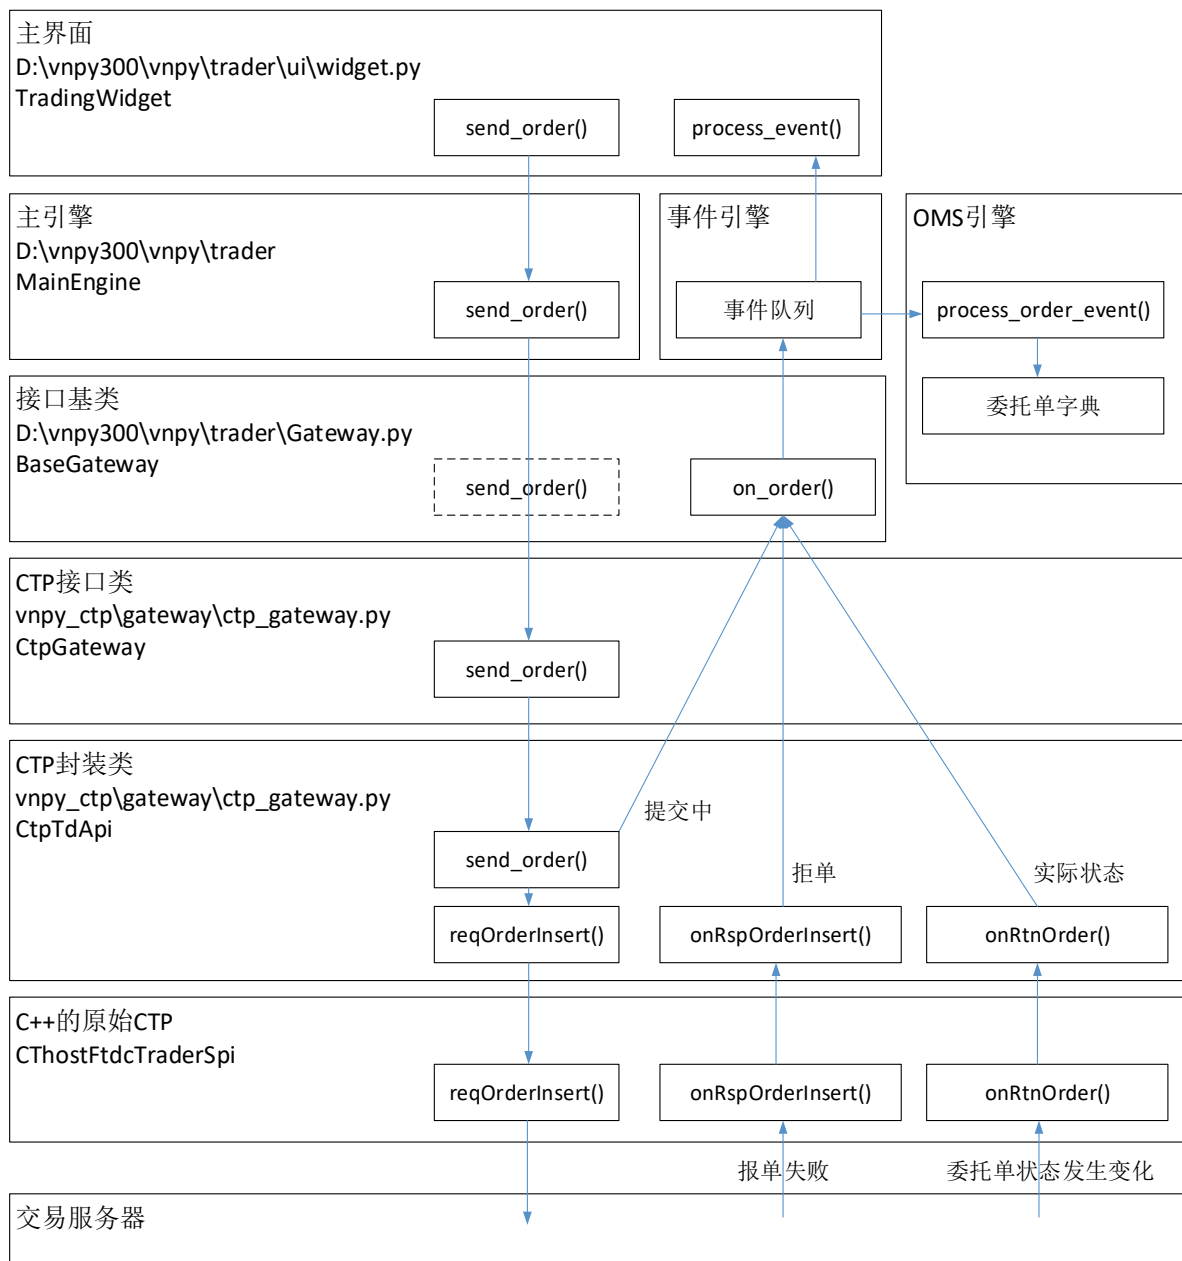 主界面
D:\vnpy300\vnpy\trader\ui\widget.py
TradingWidget
send_order()
process_event()
主引擎
D:\vnpy300\vnpy\trader
MainEngine
send_order()
事件引擎
事件队列
OMS引擎
process_order_event()
委托单字典
接口基类
D:\vnpy300\vnpy\trader\Gateway.py
BaseGateway
send_order()
on_order()
CTP接口类
vnpy_ctp\gateway\ctp_gateway.py
CtpGateway
send_order()
CTP封装类
vnpy_ctp\gateway\ctp_gateway.py
CtpTdApi
提交中
send_order()
拒单
实际状态
reqOrderInsert()
onRspOrderInsert()
onRtnOrder()
C++的原始CTP
CThostFtdcTraderSpi
reqOrderInsert()
onRspOrderInsert()
onRtnOrder()
报单失败
委托单状态发生变化
交易服务器